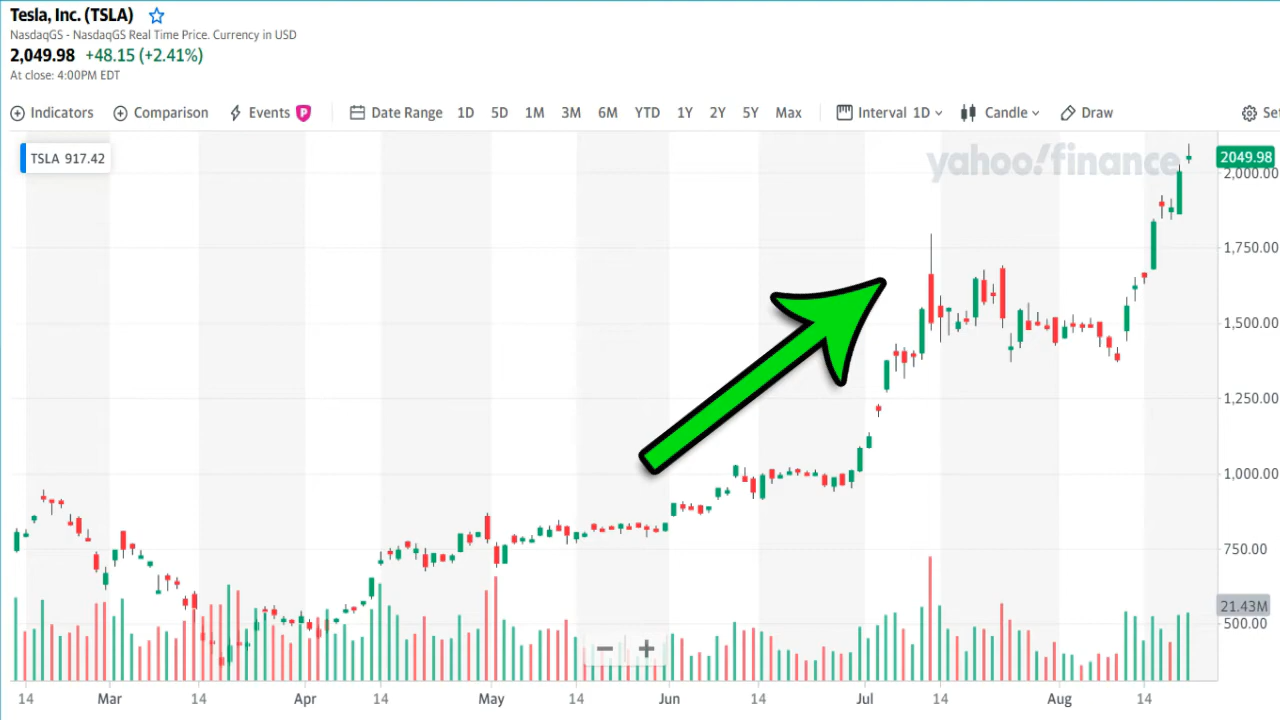 Tesla, Inc. (TSLA)
NasdaqGS - NasdaqGS Real Time Price. Currency in USD
2,049.98 +48.15 (+2.41%)
At close: 4:00PM EDT
Indicators Comparison Events P Date Range 1D 5D 1M 3M 6M YTD 1Y 2Y 5Y Max Interval 1D Candle Draw Set
TSLA 917.42
yahoo!finance
2049.98
2,000.00
1,750.00
1,500.00
1,250.00
1,000.00
750.00
21.43M
500.00
14 Mar 14 Apr 14 May 14 Jun 14 Jul 14 Aug 14